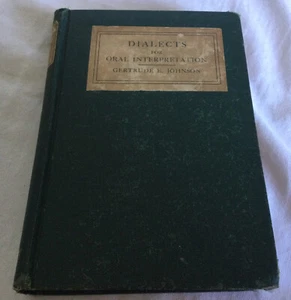 DIALECTS
FOR
ORAL INTERPRETATION
GERTRUDE E. JOHNSON